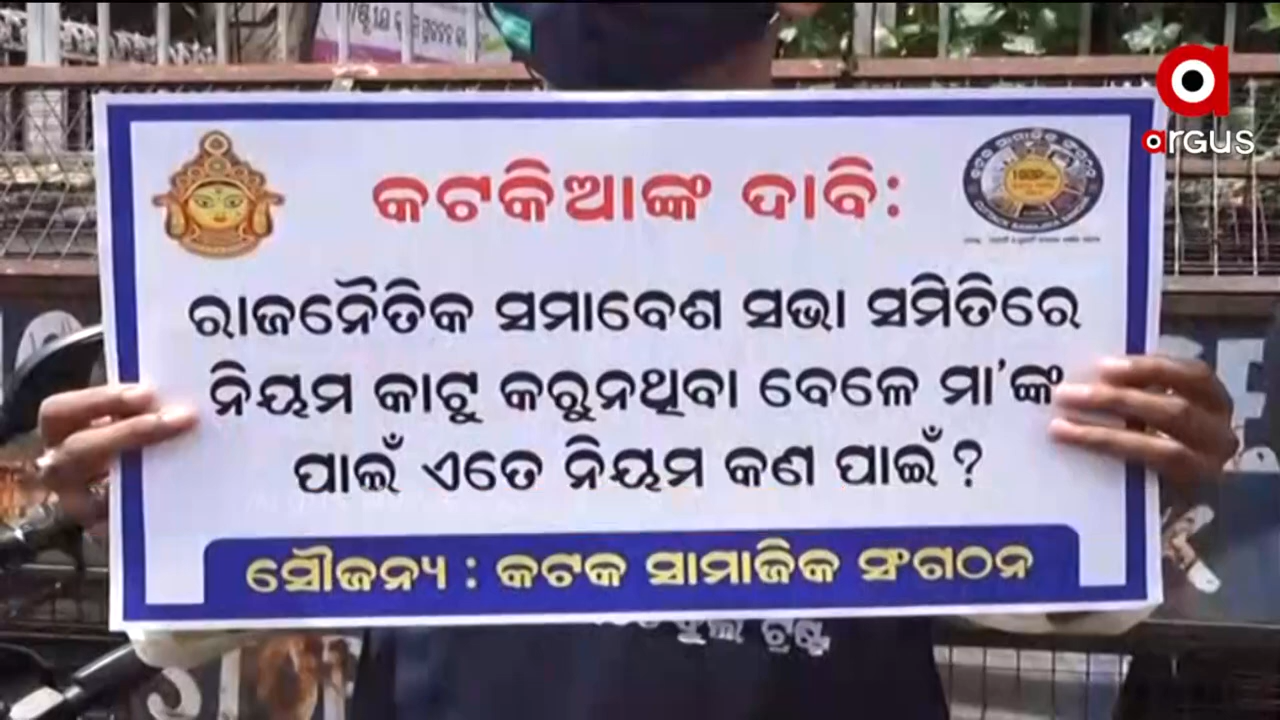 argus
କଟକିଆଙ୍କ ଦାବି :
ରାଜନୈତିକ ସମାବେଶ ସଭା ସମିତିରେ
ନିୟମ କାଟୁ କରୁନଥିବା ବେଳେ ମା'ଙ୍କ
ପାଇଁ ଏତେ ନିୟମ କଣ ପାଇଁ ?
ସୌଜନ୍ୟ : କଟକ ସାମାଜିକ ସଂଗଠନ